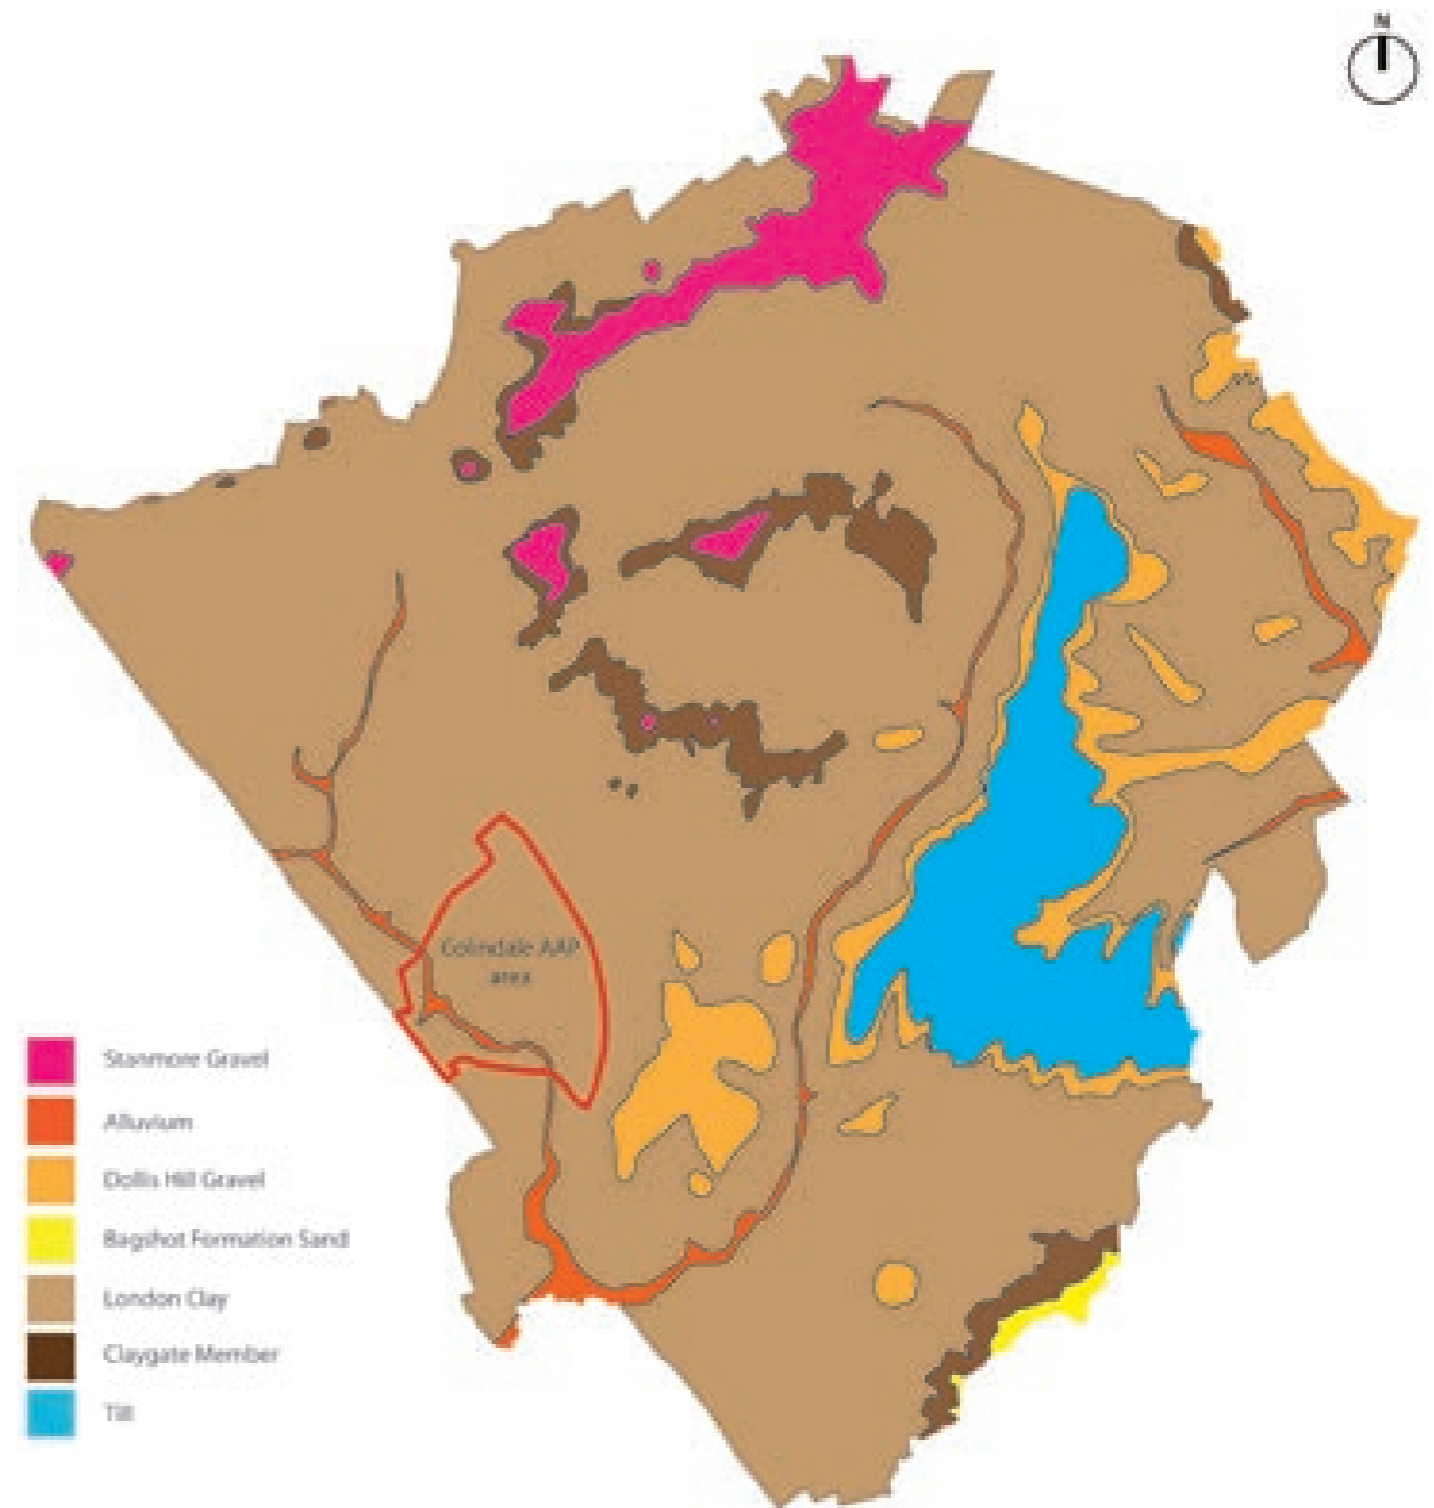 N
Colindale AAP
area
Stanmore Gravel
Alluvium
Dollis Hill Gravel
Bagshot Formation Sand
London Clay
Claygate Member
Till